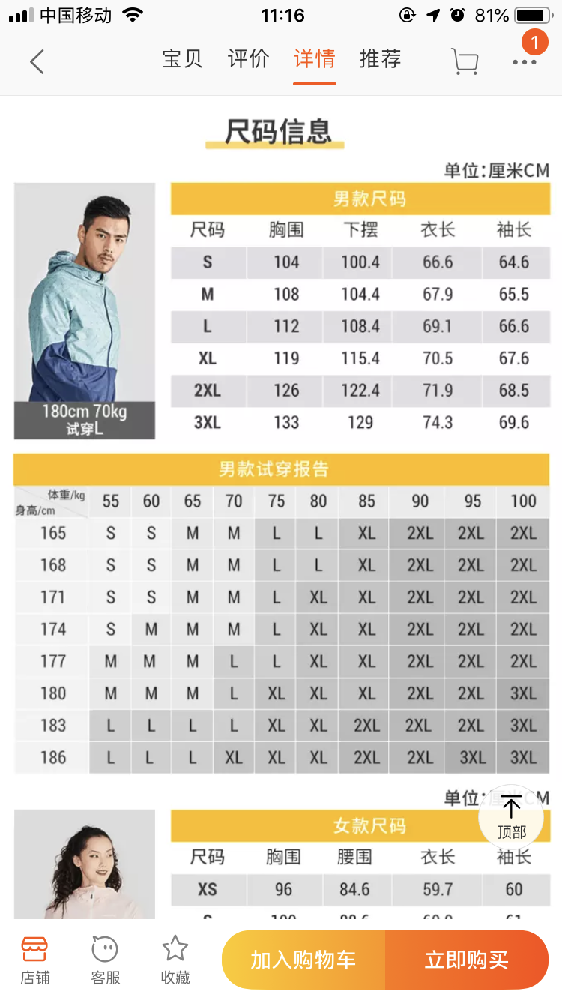 中国移动 11:16 81%
宝贝 评价 详情 推荐 1
尺码信息
单位:厘米CM
男款尺码
尺码 胸围 下摆 衣长 袖长
S 104 100.4 66.6 64.6
M 108 104.4 67.9 65.5
L 112 108.4 69.1 66.6
XL 119 115.4 70.5 67.6
2XL 126 122.4 71.9 68.5
3XL 133 129 74.3 69.6
180cm 70kg
试穿L
男款试穿报告
体重/kg 55 60 65 70 75 80 85 90 95 100
身高/cm
165 S S M M L L XL 2XL 2XL 2XL
168 S S M M L L XL 2XL 2XL 2XL
171 S S M M L XL XL 2XL 2XL 2XL
174 S M M M L XL XL 2XL 2XL 2XL
177 M M M L L XL XL 2XL 2XL 2XL
180 M M M L XL XL XL 2XL 2XL 3XL
183 L L L L XL XL 2XL 2XL 2XL 3XL
186 L L L XL XL XL 2XL 2XL 3XL 3XL
单位:厘米CM
女款尺码
顶部
尺码 胸围 腰围 衣长 袖长
XS 96 84.6 59.7 60
店铺 客服 收藏 加入购物车 立即购买